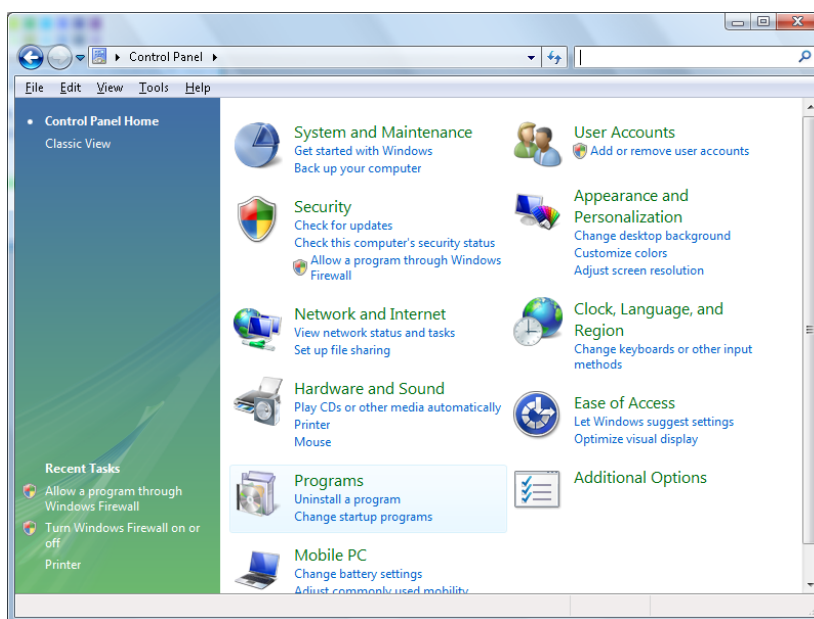 Control Panel
File Edit View Tools Help
Control Panel Home
Classic View
Recent Tasks
Allow a program through
Windows Firewall
Turn Windows Firewall on or
off
Printer
System and Maintenance
Get started with Windows
Back up your computer
Security
Check for updates
Check this computer's security status
Allow a program through Windows
Firewall
Network and Internet
View network status and tasks
Set up file sharing
Hardware and Sound
Play CDs or other media automatically
Printer
Mouse
Programs
Uninstall a program
Change startup programs
Mobile PC
Change battery settings
Adjust commonly used mobility
User Accounts
Add or remove user accounts
Appearance and
Personalization
Change desktop background
Customize colors
Adjust screen resolution
Clock, Language, and
Region
Change keyboards or other input
methods
Ease of Access
Let Windows suggest settings
Optimize visual display
Additional Options